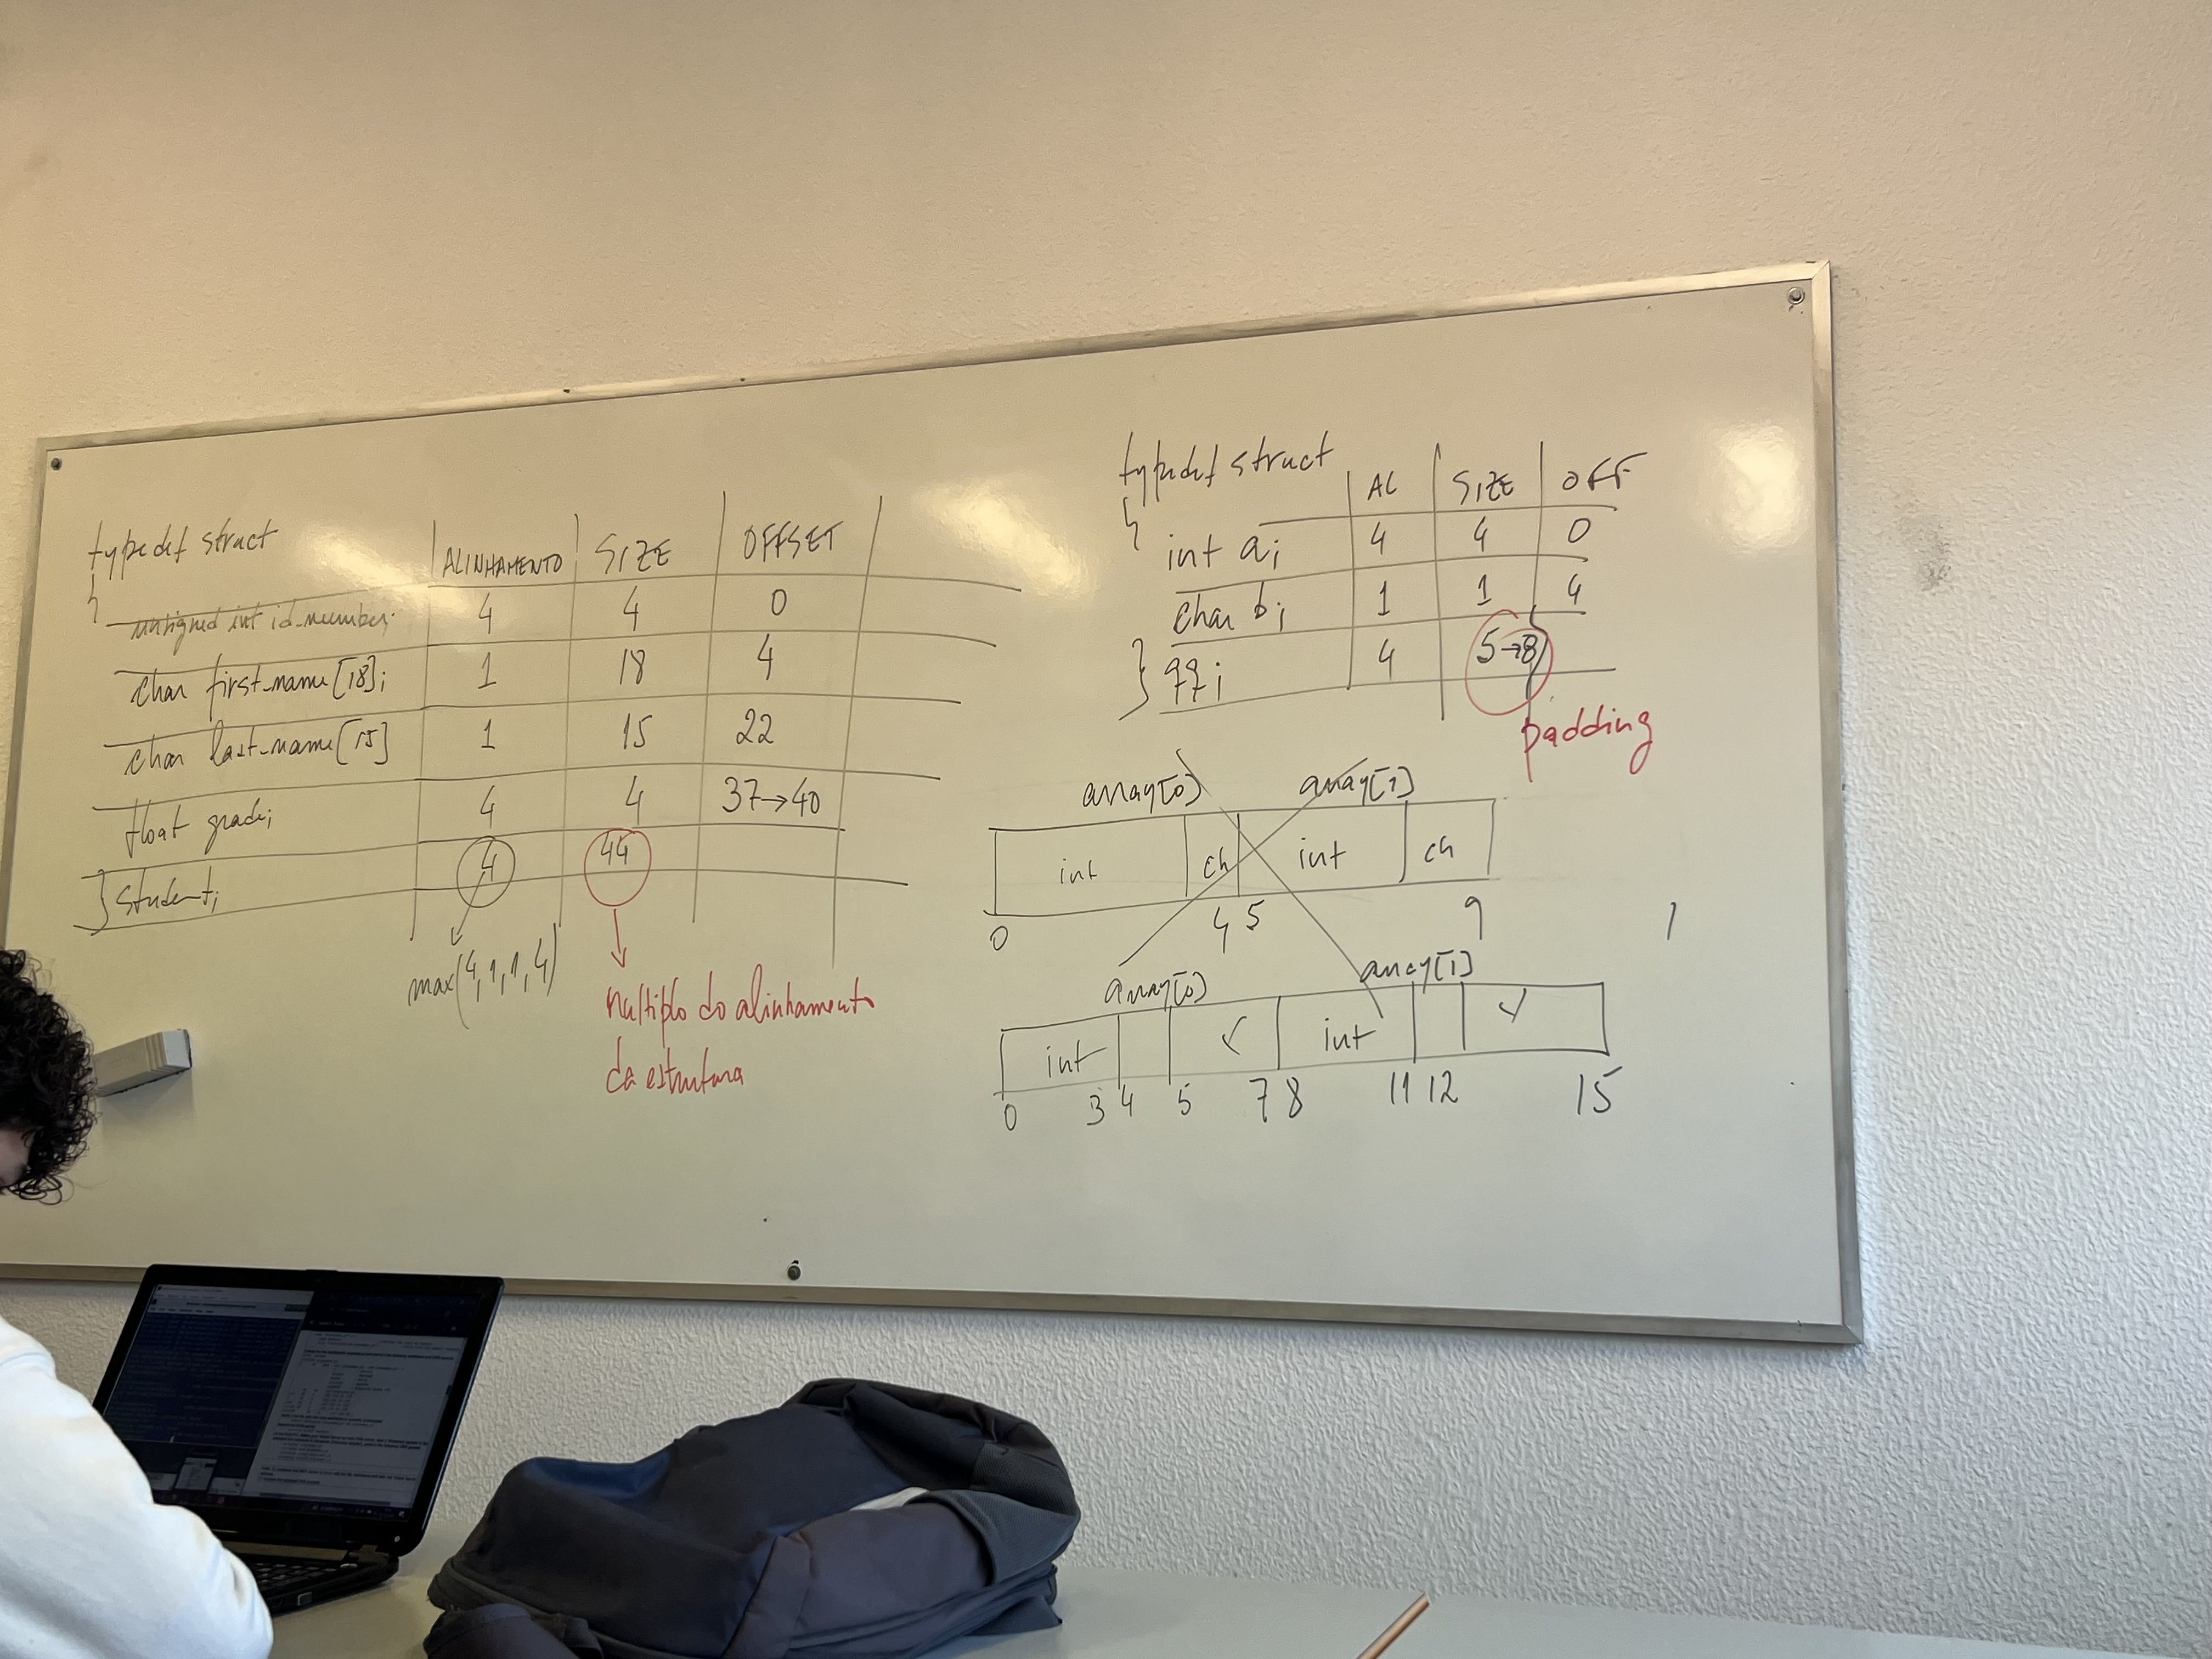 typedef struct
ALINHAMENTO SIZE OFFSET
{
unsigned int id_number; 4 4 0
char first_name[18]; 1 18 4
char last_name[15] 1 15 22
float grade; 4 4 37→40
} student; 4 44
max(4,1,1,4)
multiplo do alinhamento
da estrutura
typedef struct
AL SIZE OFF
{
int a; 4 4 0
char b; 1 1 4
} qq; 4 5→8
padding
array[0] array[1]
int ch int ch
0 4 5 9 1
array[0] array[1]
int ✓ int ✓
0 3 4 5 7 8 11 12 15